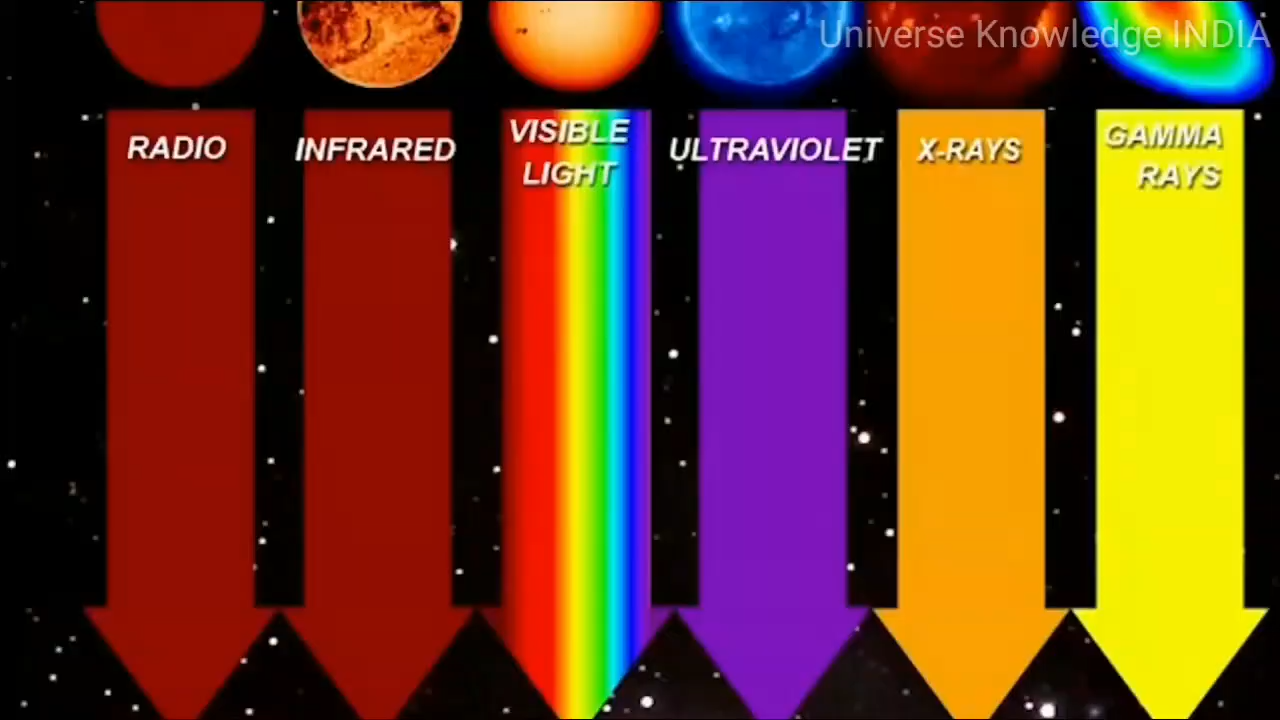 Universe Knowledge INDIA
RADIO
INFRARED
VISIBLE
LIGHT
ULTRAVIOLET
X-RAYS
GAMMA
RAYS